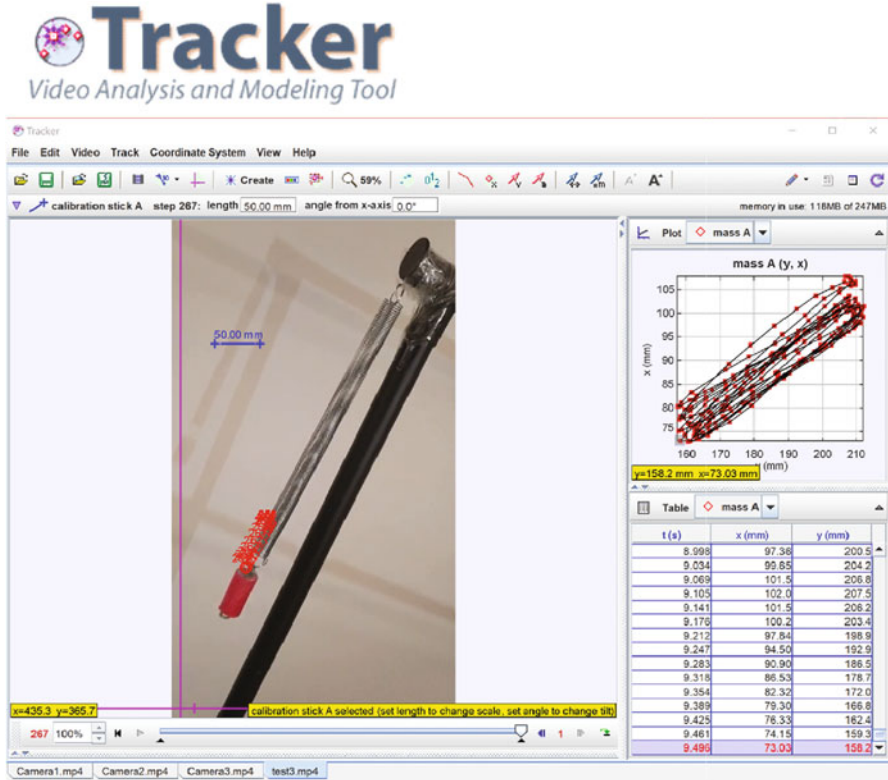 Tracker
Video Analysis and Modeling Tool
Tracker
File Edit Video Track Coordinate System View Help
Create 59%
calibration stick A step 267: length 50.00 mm angle from x-axis 0.0°
memory in use: 118MB of 247MB
50.00 mm
x=435.3 y=365.7
calibration stick A selected (set length to change scale, set angle to change tilt)
267 100% 1
Plot mass A
mass A (y, x)
x (mm)
105
100
95
90
85
80
75
160 170 180 190 200 210
(mm)
y=158.2 mm x=73.03 mm
Table mass A
t (s) x (mm) y (mm)
8.998 97.36 200.5
9.034 99.65 204.2
9.069 101.5 206.8
9.105 102.0 207.5
9.141 101.5 206.2
9.176 100.2 203.4
9.212 97.84 198.9
9.247 94.50 192.9
9.283 90.90 186.5
9.318 86.53 178.7
9.354 82.32 172.0
9.389 79.30 166.8
9.425 76.33 162.4
9.461 74.15 159.3
9.496 73.03 158.2
Camera1.mp4 Camera2.mp4 Camera3.mp4 test3.mp4